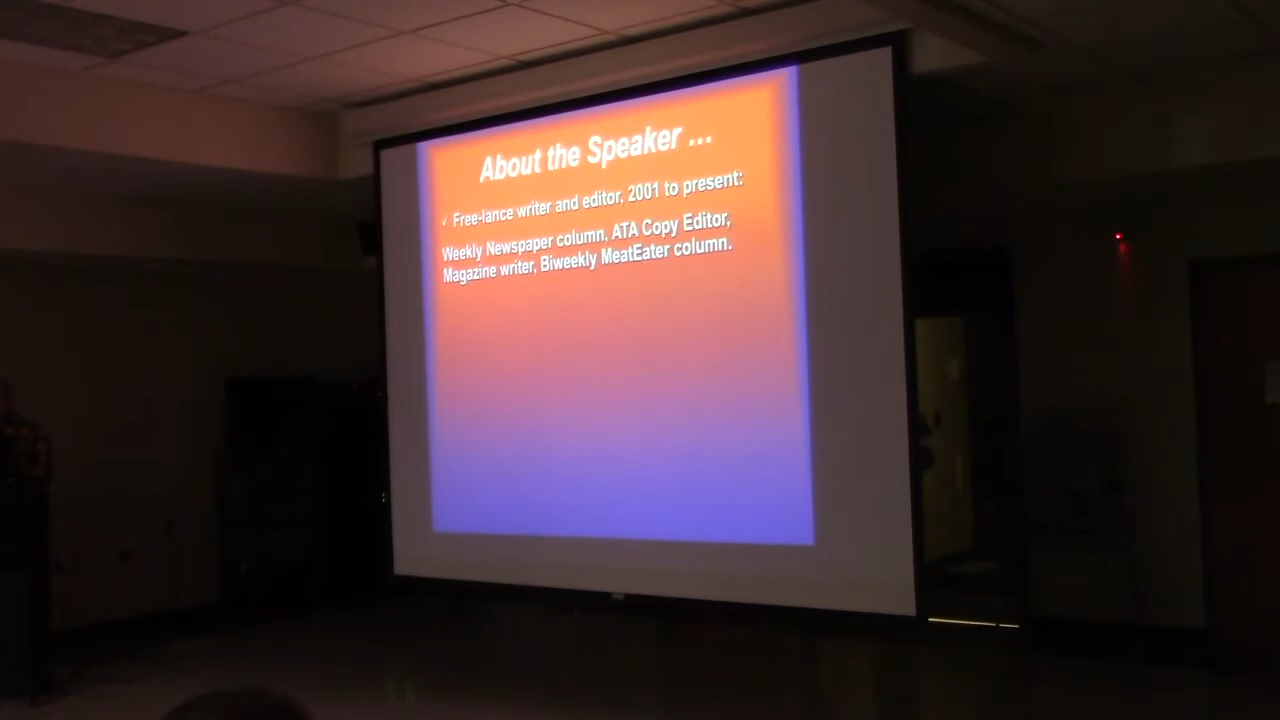 About the Speaker ...
✓ Free-lance writer and editor, 2001 to present:
Weekly Newspaper column, ATA Copy Editor,
Magazine writer, Biweekly MeatEater column.